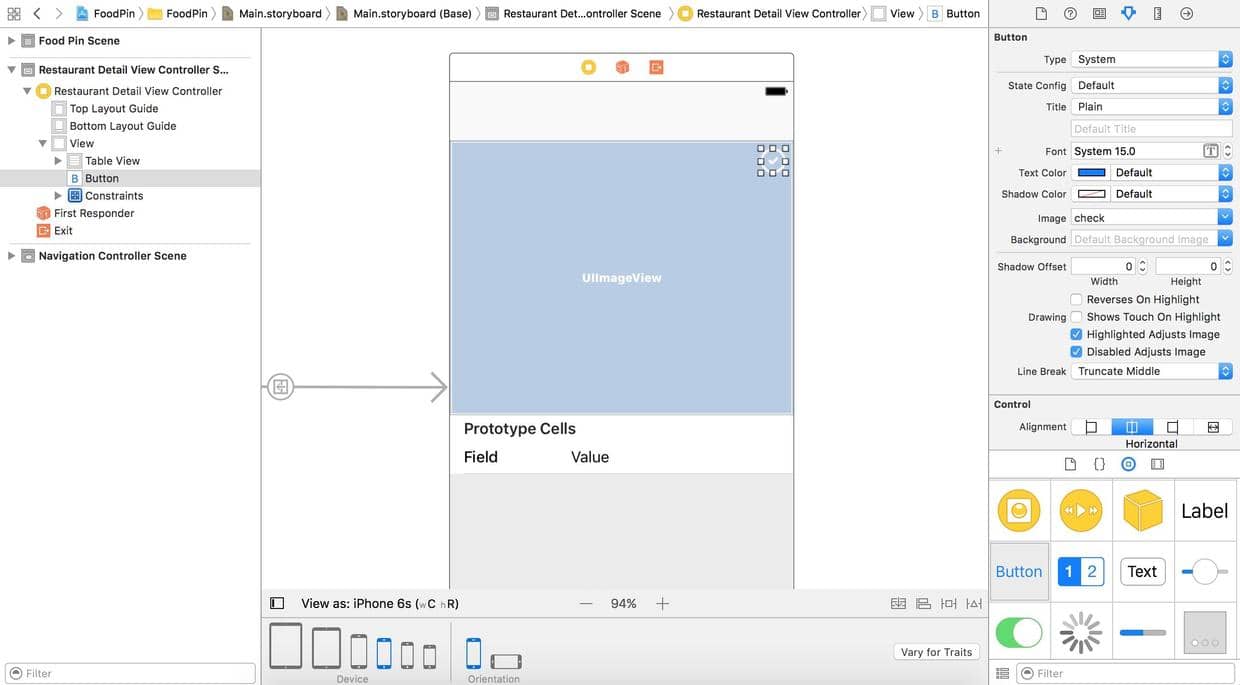 FoodPin FoodPin Main.storyboard Main.storyboard (Base) Restaurant Det...ontroller Scene Restaurant Detail View Controller View B Button
Food Pin Scene
Restaurant Detail View Controller S...
Restaurant Detail View Controller
Top Layout Guide
Bottom Layout Guide
View
Table View
B Button
Constraints
First Responder
Exit
Navigation Controller Scene
Filter
UIImageView
Prototype Cells
Field Value
View as: iPhone 6s (wC hR)
94%
Device
Orientation
Vary for Traits
Button
Type System
State Config Default
Title Plain
Default Title
+ Font System 15.0 T
Text Color Default
Shadow Color Default
Image check
Background Default Background Image
Shadow Offset 0 0
Width Height
Reverses On Highlight
Drawing Shows Touch On Highlight
Highlighted Adjusts Image
Disabled Adjusts Image
Line Break Truncate Middle
Control
Alignment
Horizontal
{}
Label
Button 1 2 Text
Filter